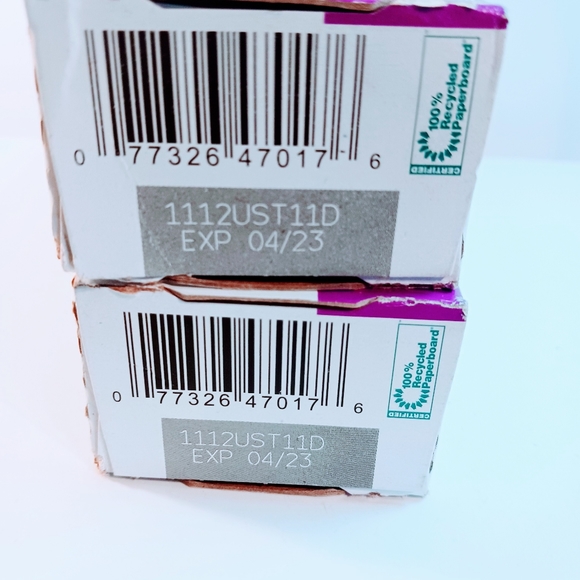 0 77326 47017 6
100%
Recycled
Paperboard
CERTIFIED
1112UST11D
EXP 04/23
0 77326 47017 6
100%
Recycled
Paperboard
CERTIFIED
1112UST11D
EXP 04/23